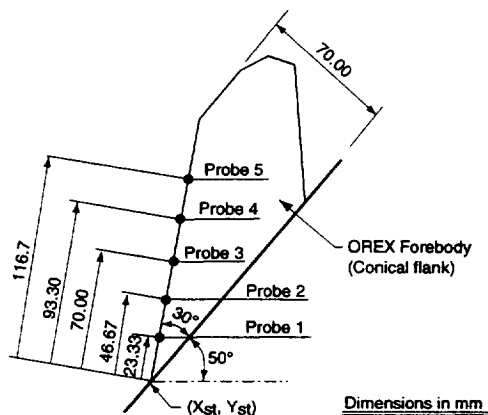 70.00
Probe 5
Probe 4
Probe 3
Probe 2
Probe 1
116.7
93.30
70.00
46.67
23.33
30°
50°
OREX Forebody
(Conical flank)
(Xst, Yst)
Dimensions in mm